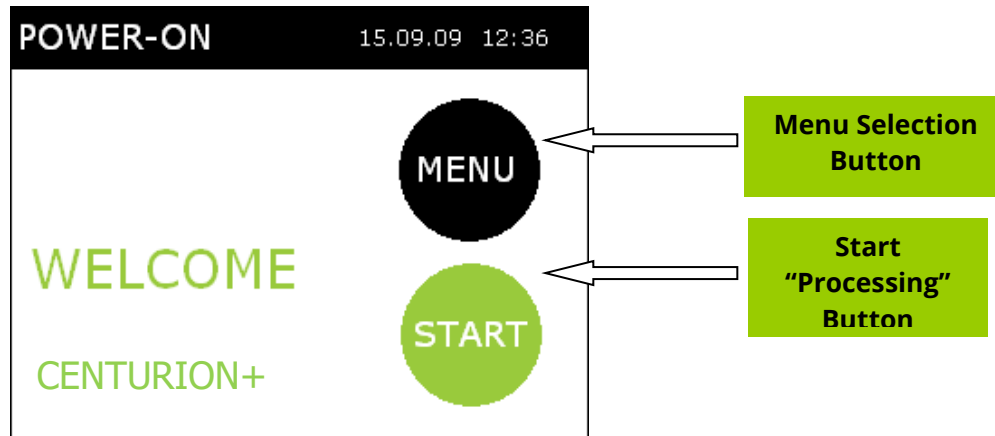 POWER-ON 15.09.09 12:36
MENU
Menu Selection
Button
WELCOME
START
Start
“Processing”
Button
CENTURION+